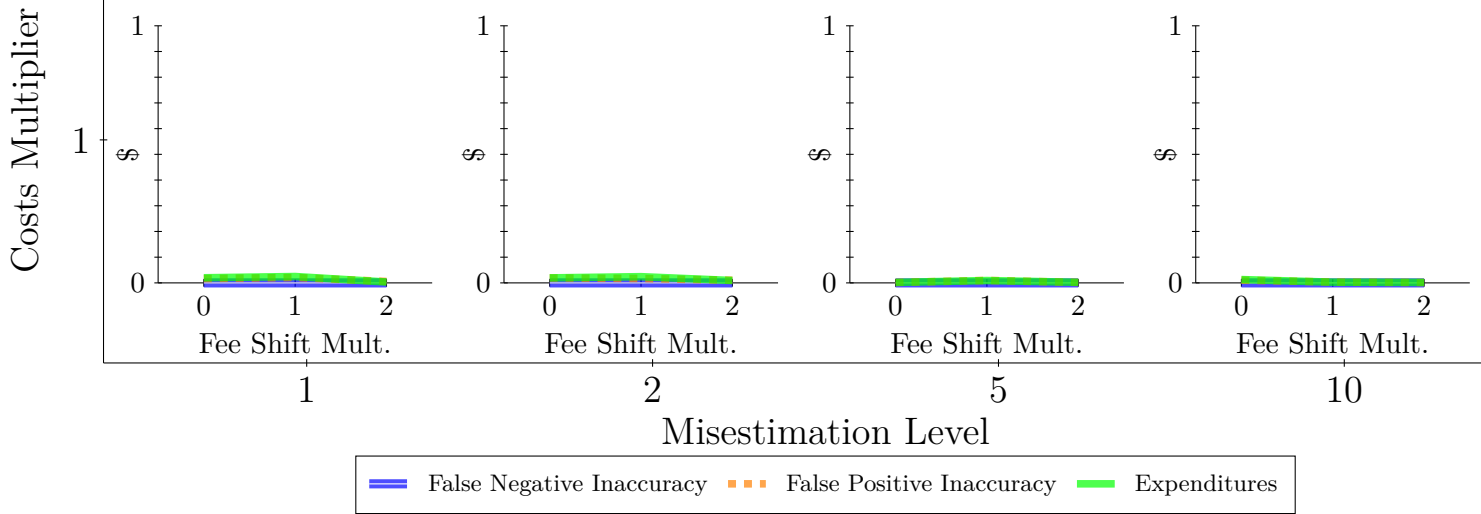 Costs Multiplier
1
1
$
0
0 1 2
Fee Shift Mult.
1
$
0
0 1 2
Fee Shift Mult.
1
$
0
0 1 2
Fee Shift Mult.
1
$
0
0 1 2
Fee Shift Mult.
1 2 5 10
Misestimation Level
False Negative Inaccuracy False Positive Inaccuracy Expenditures